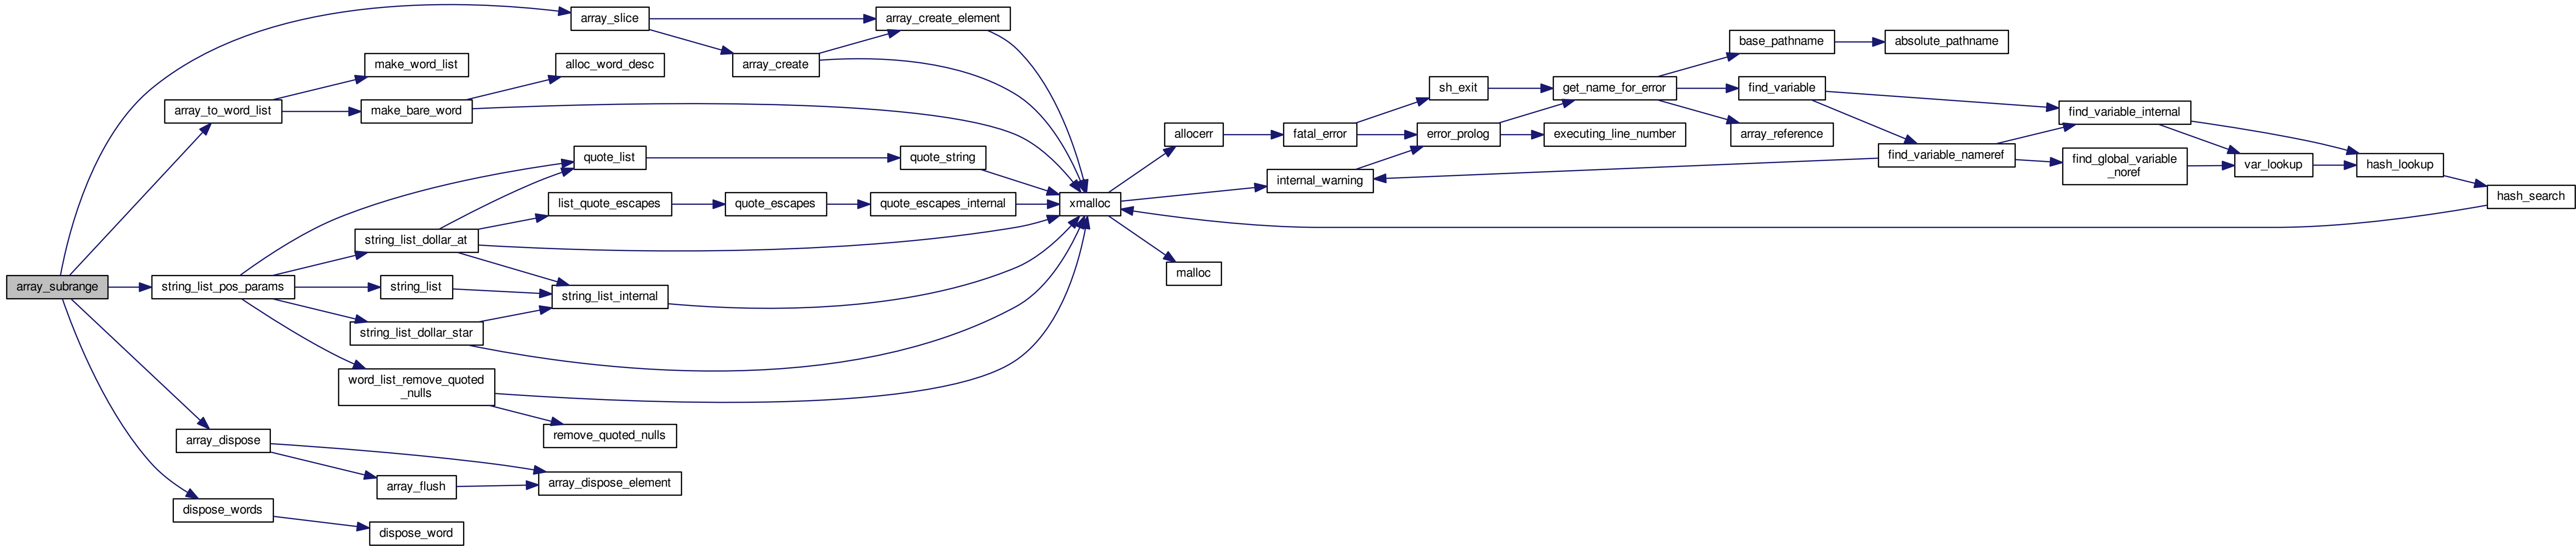 array_subrange
array_slice
array_create_element
array_create
array_to_word_list
make_word_list
make_bare_word
alloc_word_desc
string_list_pos_params
quote_list
quote_string
list_quote_escapes
quote_escapes
quote_escapes_internal
string_list_dollar_at
string_list
string_list_internal
string_list_dollar_star
word_list_remove_quoted
_nulls
remove_quoted_nulls
array_dispose
array_flush
array_dispose_element
dispose_words
dispose_word
xmalloc
allocerr
fatal_error
internal_warning
malloc
sh_exit
error_prolog
get_name_for_error
executing_line_number
base_pathname
absolute_pathname
find_variable
array_reference
find_variable_nameref
find_variable_internal
find_global_variable
_noref
var_lookup
hash_lookup
hash_search